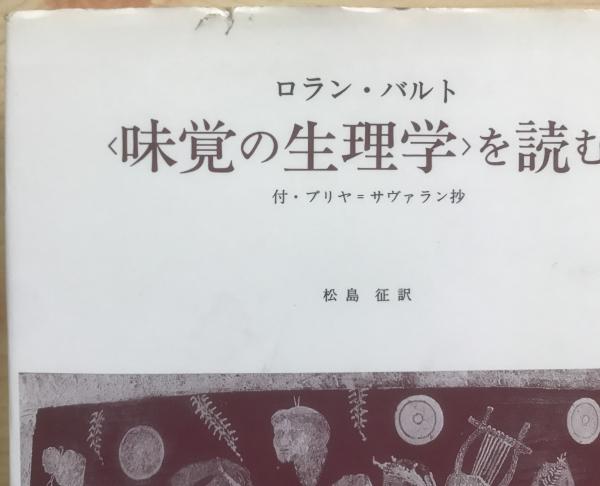 ロラン・バルト
〈味覚の生理学〉を読む
付・ブリヤ＝サヴァラン抄
松島 征訳